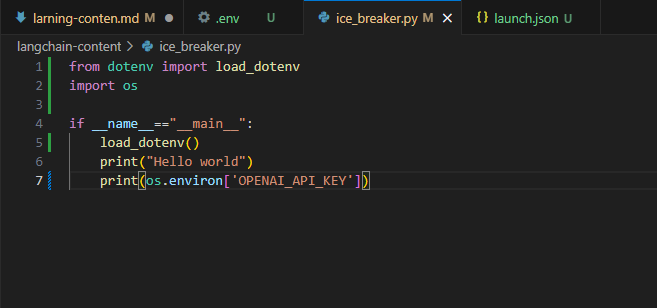 larning-conten.md M
.env U
ice_breaker.py M
launch.json U
langchain-content > ice_breaker.py
1 from dotenv import load_dotenv
2 import os
3
4 if __name__=="__main__":
5 load_dotenv()
6 print("Hello world")
7 print(os.environ['OPENAI_API_KEY'])